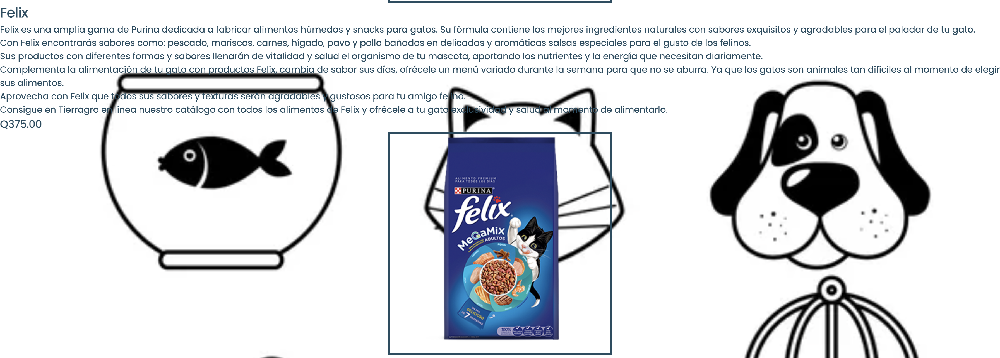 Felix
Felix es una amplia gama de Purina dedicada a fabricar alimentos húmedos y snacks para gatos. Su fórmula contiene los mejores ingredientes naturales con sabores exquisitos y agradables para el paladar de tu gato.
Con Felix encontrarás sabores como: pescado, mariscos, carnes, hígado, pavo y pollo bañados en delicadas y aromáticas salsas especiales para el gusto de los felinos.
Sus productos con diferentes formas y sabores llenarán de vitalidad y salud el organismo de tu mascota, aportando los nutrientes y la energía que necesitan diariamente.
Complementa la alimentación de tu gato con productos Felix, cambia de sabor sus días, ofrécele un menú variado durante la semana para que no se aburra. Ya que los gatos son animales tan difíciles al momento de elegir
sus alimentos.
Aprovecha con Felix que todos sus sabores y texturas serán agradables y gustosos para tu amigo felino.
Consigue en Tierragro en línea nuestro catálogo con todos los alimentos de Felix y ofrécele a tu gato exclusividad y salud al momento de alimentarlo.
Q375.00
ALIMENTO PREMIUM
PARA TODOS LOS DÍAS
PURINA
felix
MeGaMiX
ADULTOS
UN MIX
DELICIOSO
DE 7 PROTEÍNAS
100%